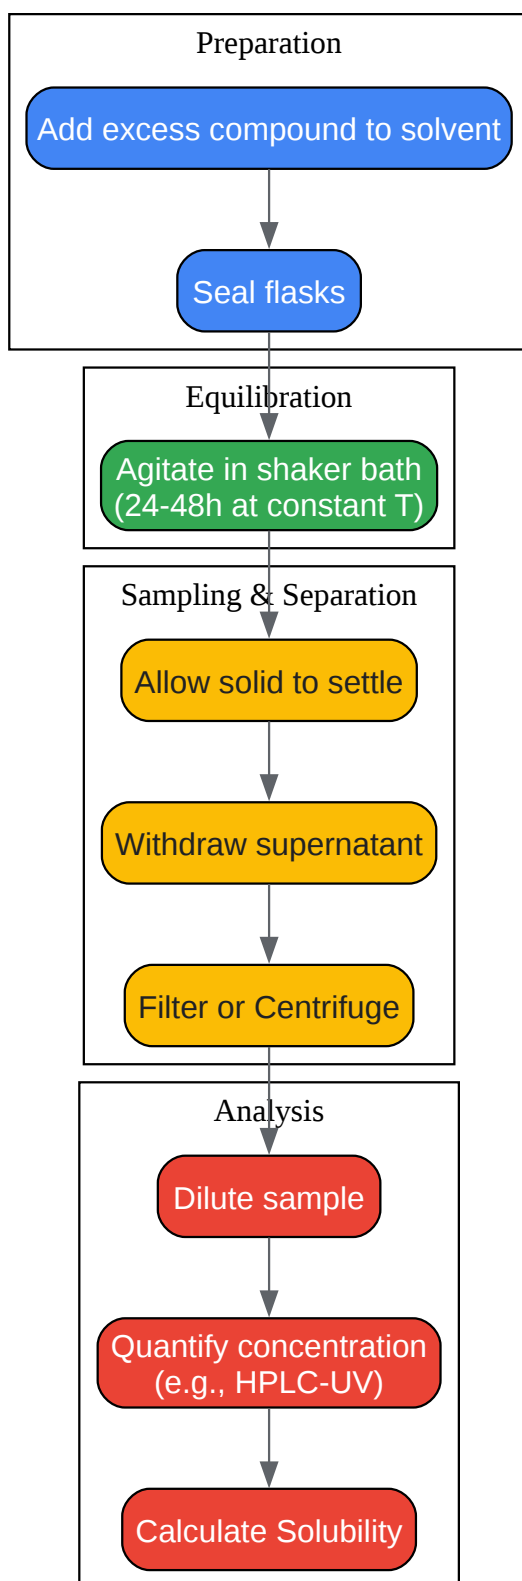 Preparation
Add excess compound to solvent
Seal flasks
Equilibration
Agitate in shaker bath
(24-48h at constant T)
Sampling & Separation
Allow solid to settle
Withdraw supernatant
Filter or Centrifuge
Analysis
Dilute sample
Quantify concentration
(e.g., HPLC-UV)
Calculate Solubility